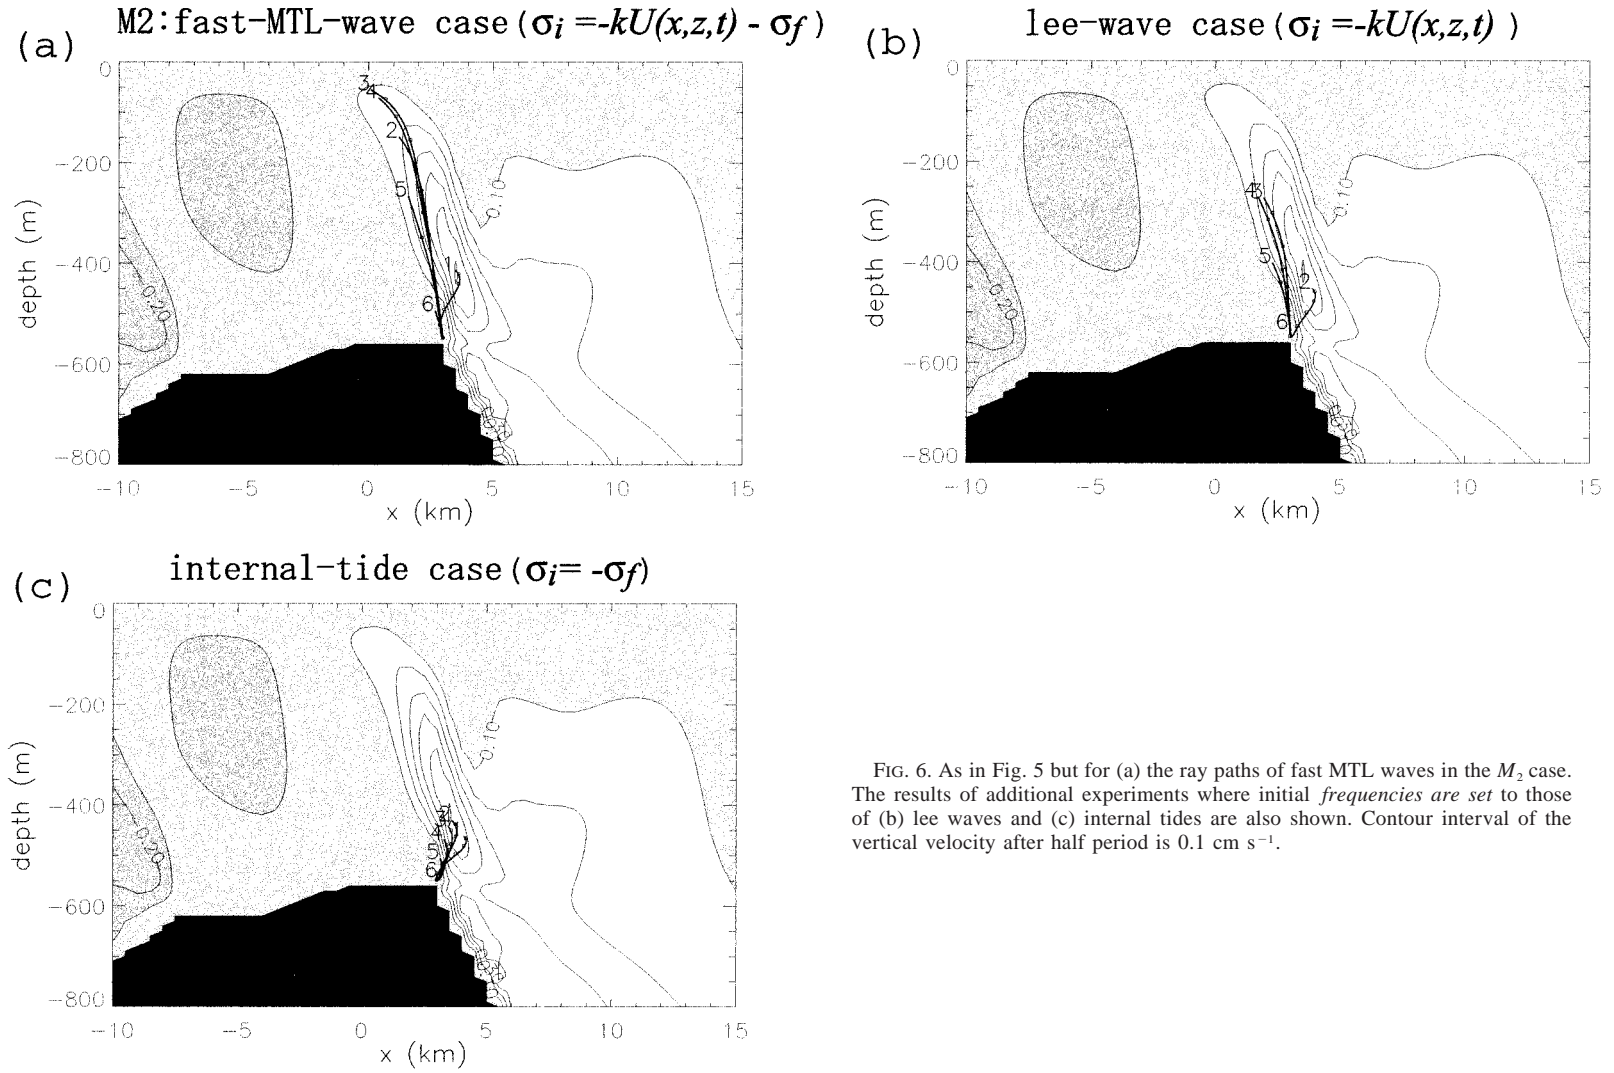 (a) M2:fast-MTL-wave case (σi =-kU(x,z,t) - σf )
0
-200
-400
-600
-800
depth (m)
3
4
2
5
1
6
0.10
-0.20
-10 -5 0 5 10 15
x (km)
(b) lee-wave case (σi =-kU(x,z,t) )
0
-200
-400
-600
-800
depth (m)
4
3
5
2
6
0.10
-0.20
-10 -5 0 5 10 15
x (km)
(c) internal-tide case (σi= -σf)
0
-200
-400
-600
-800
depth (m)
4
5
6
0.10
-0.20
-10 -5 0 5 10 15
x (km)
FIG. 6. As in Fig. 5 but for (a) the ray paths of fast MTL waves in the M₂ case.
The results of additional experiments where initial frequencies are set to those
of (b) lee waves and (c) internal tides are also shown. Contour interval of the
vertical velocity after half period is 0.1 cm s⁻¹.